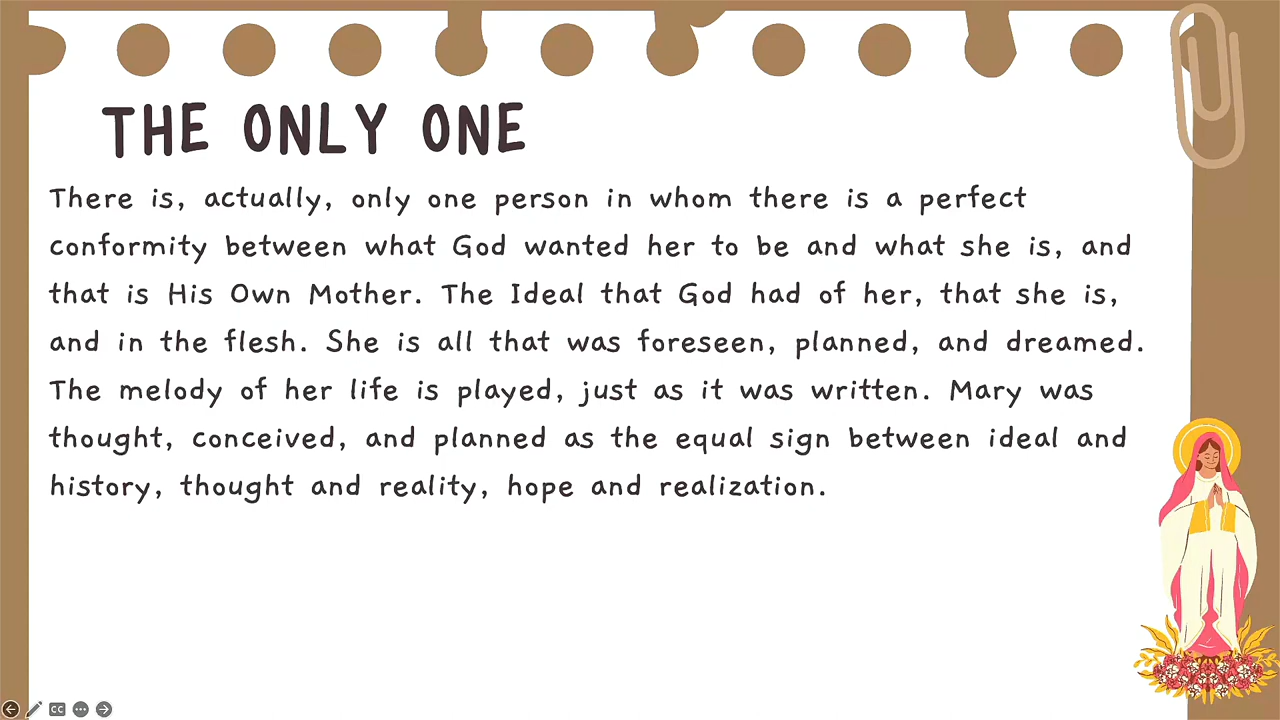 THE ONLY ONE
There is, actually, only one person in whom there is a perfect
conformity between what God wanted her to be and what she is, and
that is His Own Mother. The Ideal that God had of her, that she is,
and in the flesh. She is all that was foreseen, planned, and dreamed.
The melody of her life is played, just as it was written. Mary was
thought, conceived, and planned as the equal sign between ideal and
history, thought and reality, hope and realization.
CC